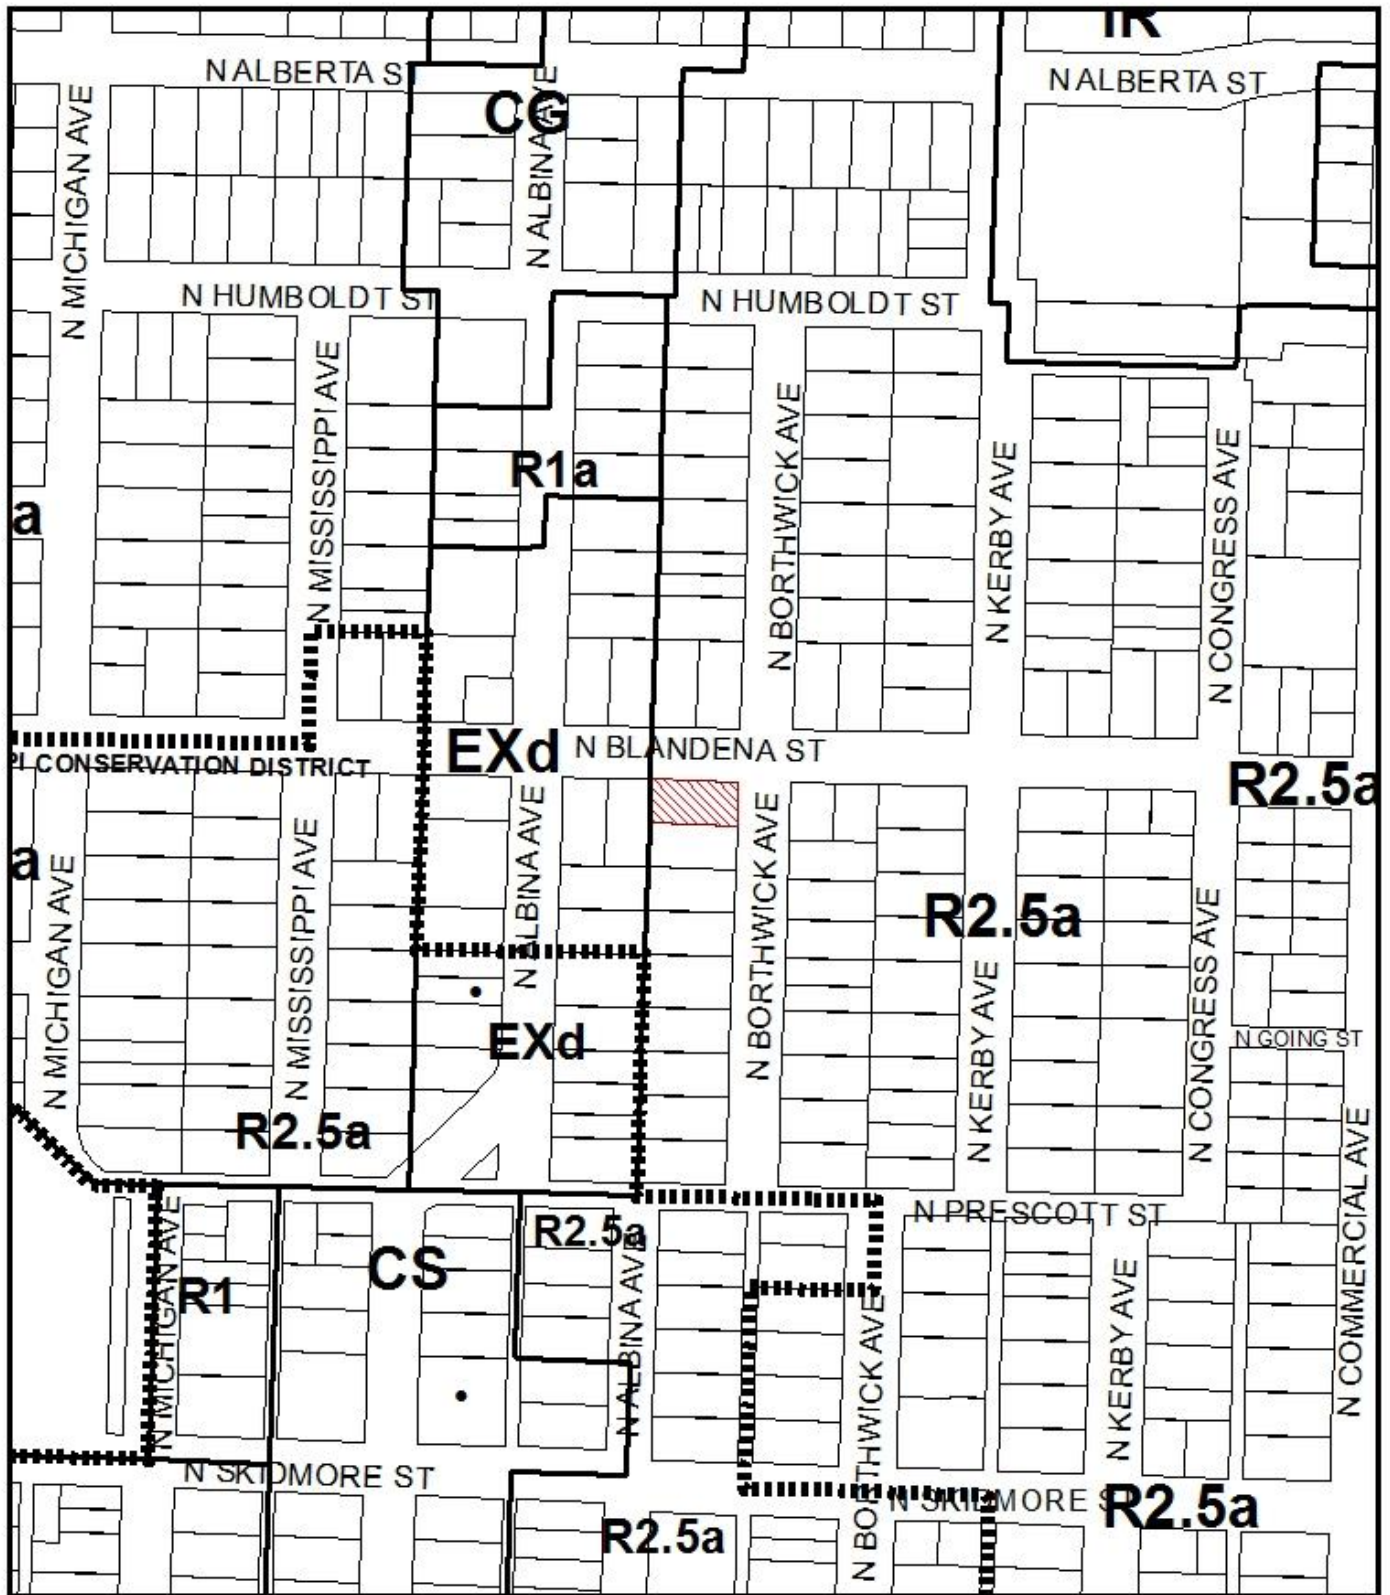 IR
N ALBERTA ST
N ALBERTA ST
CG
N MICHIGAN AVE
N ALBINA AVE
N HUMBOLDT ST
N HUMBOLDT ST
N MISSISSIPPI AVE
N BORTHWICK AVE
R1a
N KERBY AVE
N CONGRESS AVE
a
EXd
N BLANDENA ST
PI CONSERVATION DISTRICT
R2.5a
a
N MICHIGAN AVE
N MISSISSIPPI AVE
N ALBINA AVE
N BORTHWICK AVE
R2.5a
N KERBY AVE
N CONGRESS AVE
EXd
N GOING ST
R2.5a
N COMMERCIAL AVE
N PRESCOTT ST
R2.5a
CS
R1
N MICHIGAN AVE
N ALBINA AVE
N BORTHWICK AVE
N KERBY AVE
N SKIDMORE ST
N SKIDMORE ST
R2.5a
R2.5a